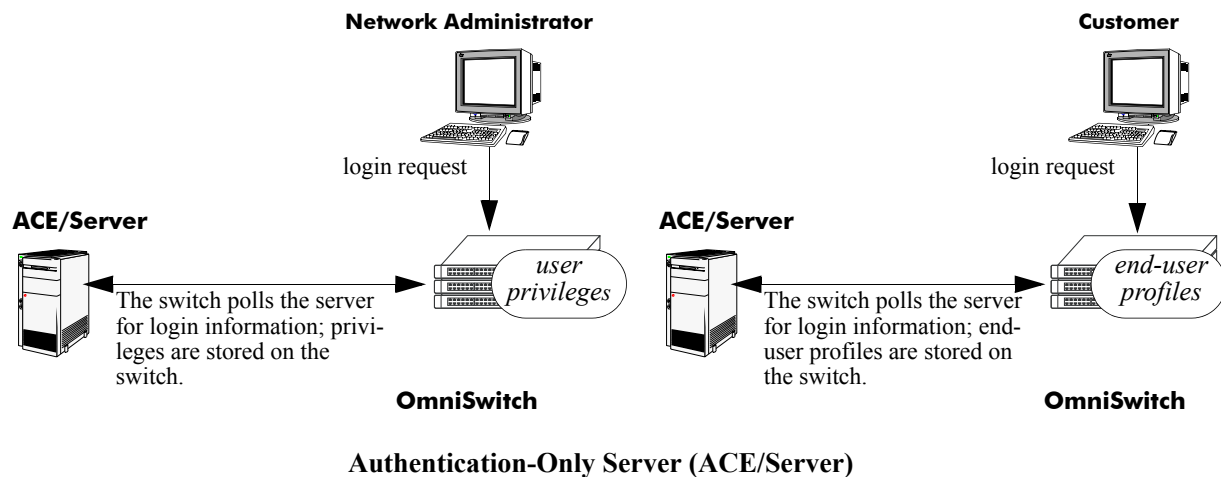 Network Administrator
login request
ACE/Server
user
privileges
The switch polls the server
for login information; privi-
leges are stored on the
switch.
OmniSwitch
Customer
login request
ACE/Server
end-user
profiles
The switch polls the server
for login information; end-
user profiles are stored on
the switch.
OmniSwitch
Authentication-Only Server (ACE/Server)